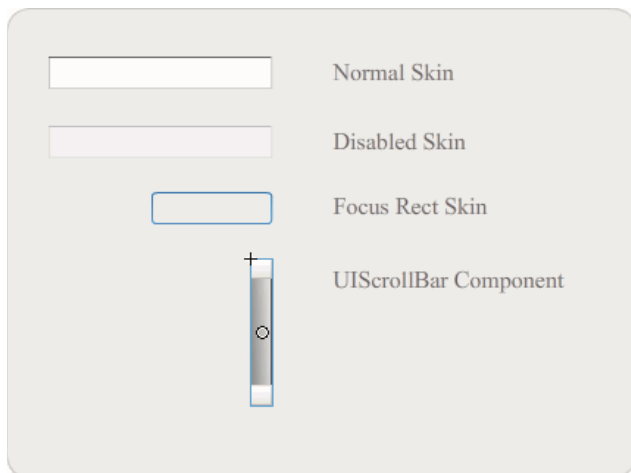 Normal Skin
Disabled Skin
Focus Rect Skin
UIScrollBar Component